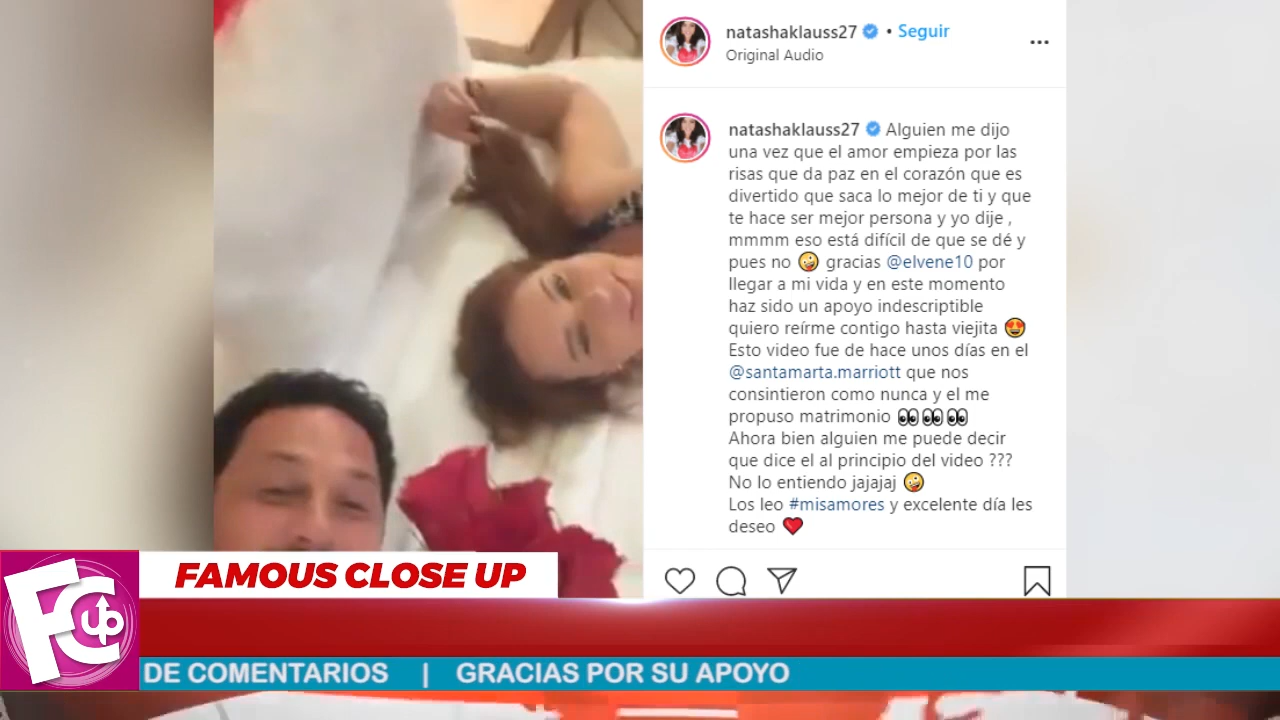 natashaklauss27 • Seguir
Original Audio
natashaklauss27 Alguien me dijo
una vez que el amor empieza por las
risas que da paz en el corazón que es
divertido que saca lo mejor de ti y que
te hace ser mejor persona y yo dije ,
mmmm eso está difícil de que se dé y
pues no 🤪 gracias @elvene10 por
llegar a mi vida y en este momento
haz sido un apoyo indescriptible
quiero reírme contigo hasta viejita 😍
Esto video fue de hace unos días en el
@santamarta.marriott que nos
consintieron como nunca y el me
propuso matrimonio 👀👀👀
Ahora bien alguien me puede decir
que dice el al principio del video ???
No lo entiendo jajajaj 🤪
Los leo #misamores y excelente día les
deseo ❤️
FAMOUS CLOSE UP
FC up
DE COMENTARIOS | GRACIAS POR SU APOYO